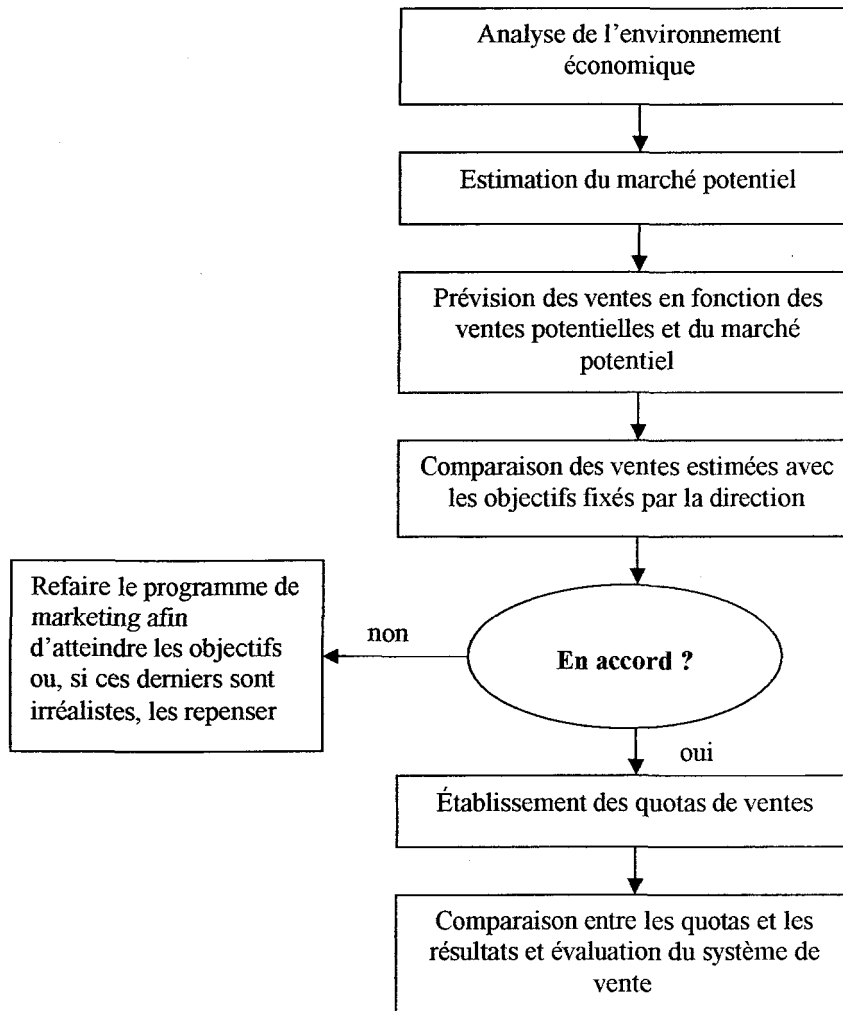 Analyse de l'environnement
économique
Estimation du marché potentiel
Prévision des ventes en fonction des
ventes potentielles et du marché
potentiel
Comparaison des ventes estimées avec
les objectifs fixés par la direction
Refaire le programme de
marketing afin
d'atteindre les objectifs
ou, si ces derniers sont
irréalistes, les repenser
non
En accord ?
oui
Établissement des quotas de ventes
Comparaison entre les quotas et les
résultats et évaluation du système de
vente